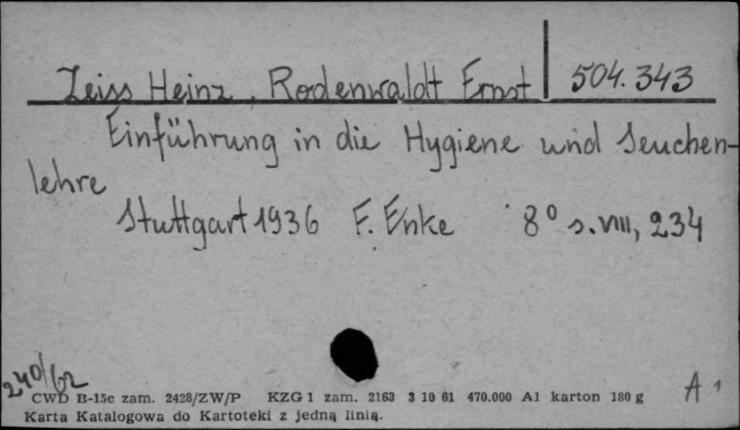 Zeiss Heinz, Rodenwaldt Ernst 504.343
Einführung in die Hygiene und Seuchen-
lehre
Stuttgart 1936 F. Enke 8° s. VIII, 234
240/62
CWD B-15c zam. 2428/ZW/P KZG 1 zam. 2163 3 10 61 470.000 A1 karton 180 g
Karta Katalogowa do Kartoteki z jedną linią.
A 1